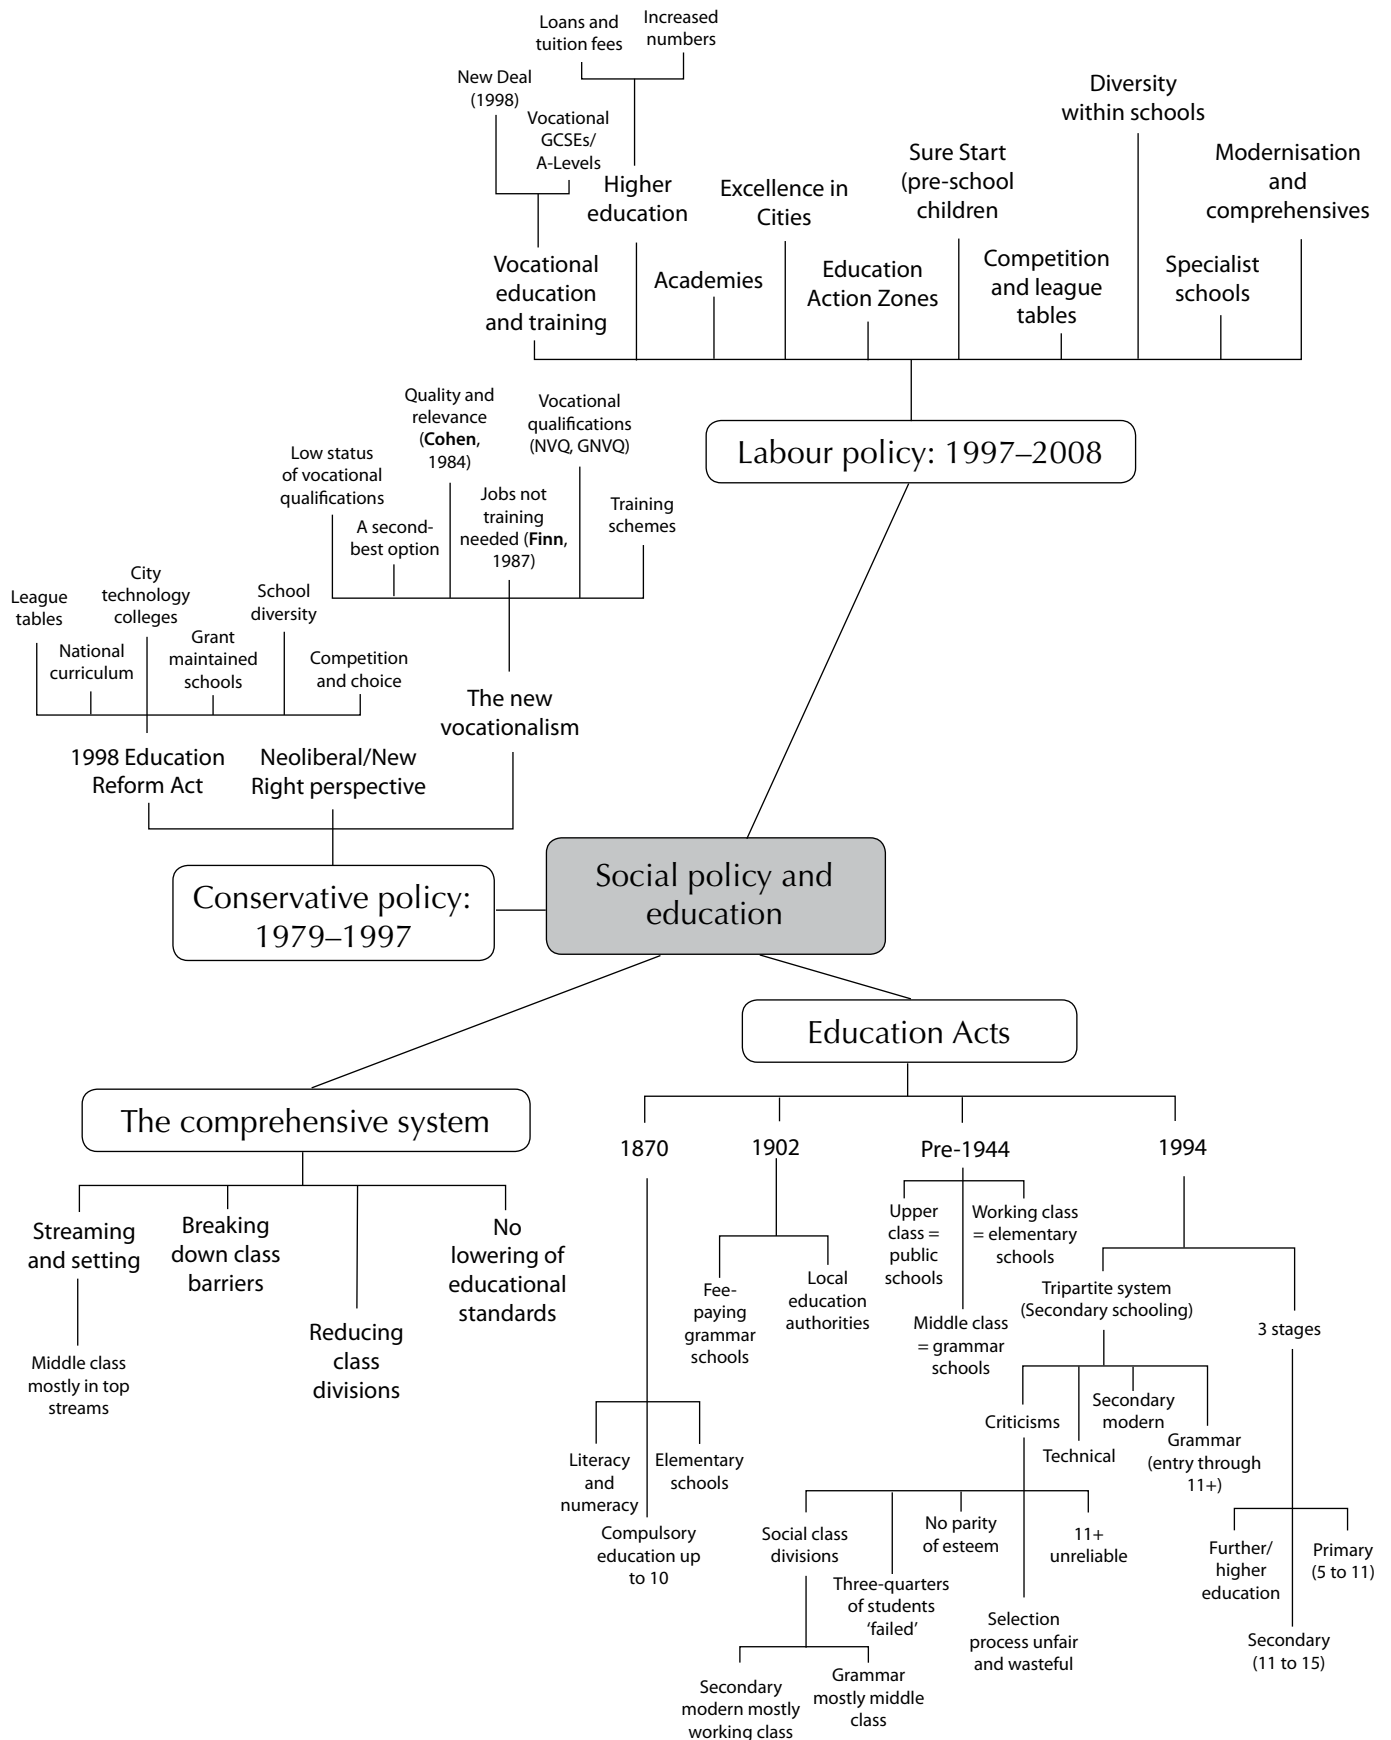 Loans and
tuition fees
Increased
numbers
New Deal
(1998)
Vocational
GCSEs/
A-Levels
Higher
education
Vocational
education
and training
Academies
Excellence in
Cities
Education
Action Zones
Sure Start
(pre-school
children
Competition
and league
tables
Diversity
within schools
Specialist
schools
Modernisation
and
comprehensives
Labour policy: 1997–2008
Low status
of vocational
qualifications
A second-
best option
Quality and
relevance
(Cohen,
1984)
Jobs not
training
needed (Finn,
1987)
Vocational
qualifications
(NVQ, GNVQ)
Training
schemes
League
tables
National
curriculum
City
technology
colleges
Grant
maintained
schools
School
diversity
Competition
and choice
The new
vocationalism
1998 Education
Reform Act
Neoliberal/New
Right perspective
Conservative policy:
1979–1997
Social policy and
education
Education Acts
The comprehensive system
Streaming
and setting
Middle class
mostly in top
streams
Breaking
down class
barriers
Reducing
class
divisions
No
lowering of
educational
standards
1870
1902
Pre-1944
1994
Literacy
and
numeracy
Elementary
schools
Compulsory
education up
to 10
Fee-
paying
grammar
schools
Local
education
authorities
Upper
class =
public
schools
Working class
= elementary
schools
Middle class
= grammar
schools
Tripartite system
(Secondary schooling)
3 stages
Criticisms
Technical
Secondary
modern
Grammar
(entry through
11+)
Social class
divisions
Three-quarters
of students
‘failed’
No parity
of esteem
Selection
process unfair
and wasteful
11+
unreliable
Secondary
modern mostly
working class
Grammar
mostly middle
class
Further/
higher
education
Primary
(5 to 11)
Secondary
(11 to 15)